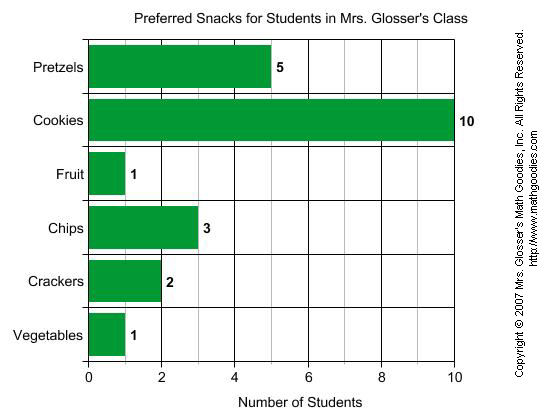 Preferred Snacks for Students in Mrs. Glosser's Class
Pretzels
5
Cookies
10
Fruit
1
Chips
3
Crackers
2
Vegetables
1
0 2 4 6 8 10
Number of Students
Copyright © 2007 Mrs. Glosser's Math Goodies, Inc. All Rights Reserved.
http://www.mathgoodies.com